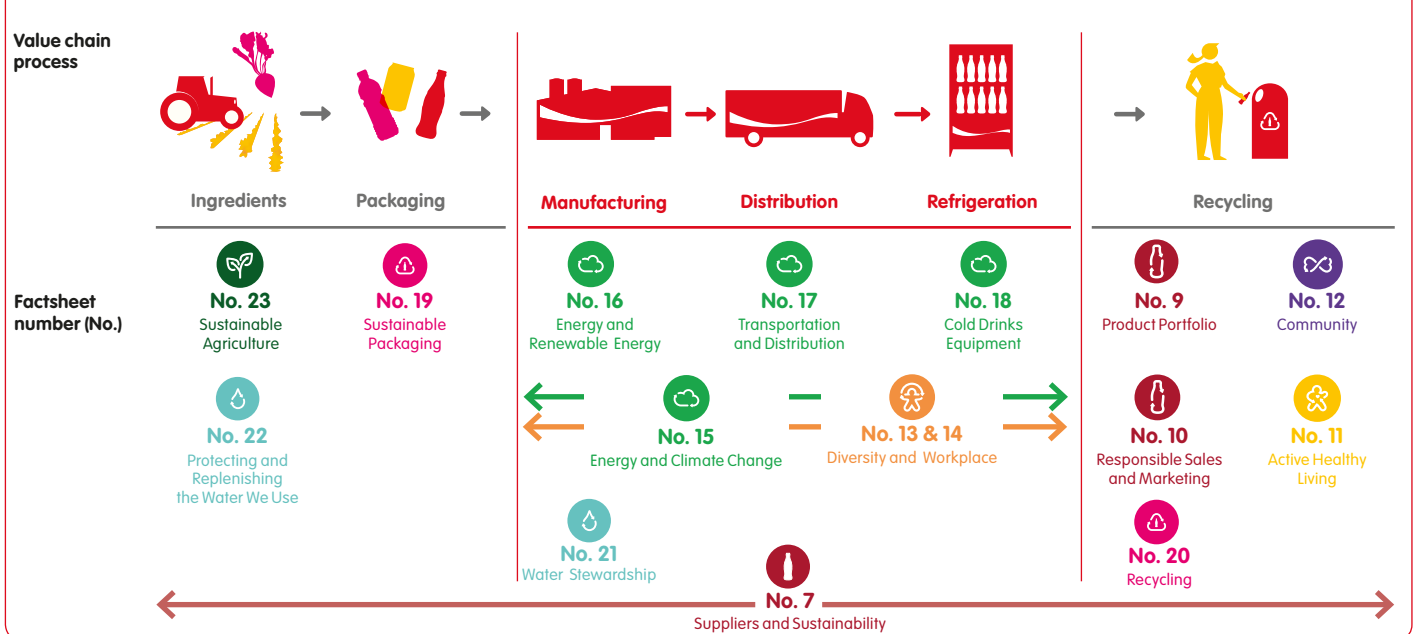 Value chain
process
Ingredients
Packaging
Manufacturing
Distribution
Refrigeration
Recycling
Factsheet
number (No.)
No. 23
Sustainable
Agriculture
No. 19
Sustainable
Packaging
No. 16
Energy and
Renewable Energy
No. 17
Transportation
and Distribution
No. 18
Cold Drinks
Equipment
No. 9
Product Portfolio
No. 12
Community
No. 22
Protecting and
Replenishing
the Water We Use
No. 15
Energy and Climate Change
No. 13 & 14
Diversity and Workplace
No. 10
Responsible Sales
and Marketing
No. 11
Active Healthy
Living
No. 21
Water Stewardship
No. 20
Recycling
No. 7
Suppliers and Sustainability